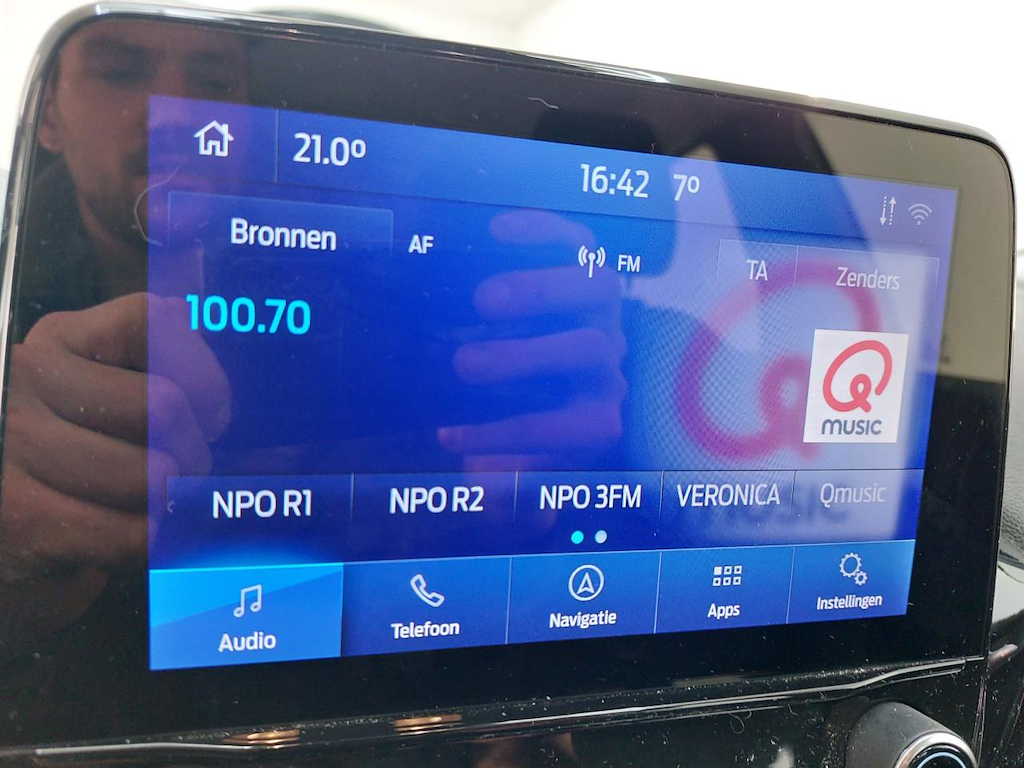 21.0º
16:42 7º
Bronnen
AF
FM
TA
Zenders
100.70
Q
music
NPO R1
NPO R2
NPO 3FM
VERONICA
Qmusic
Audio
Telefoon
Navigatie
Apps
Instellingen